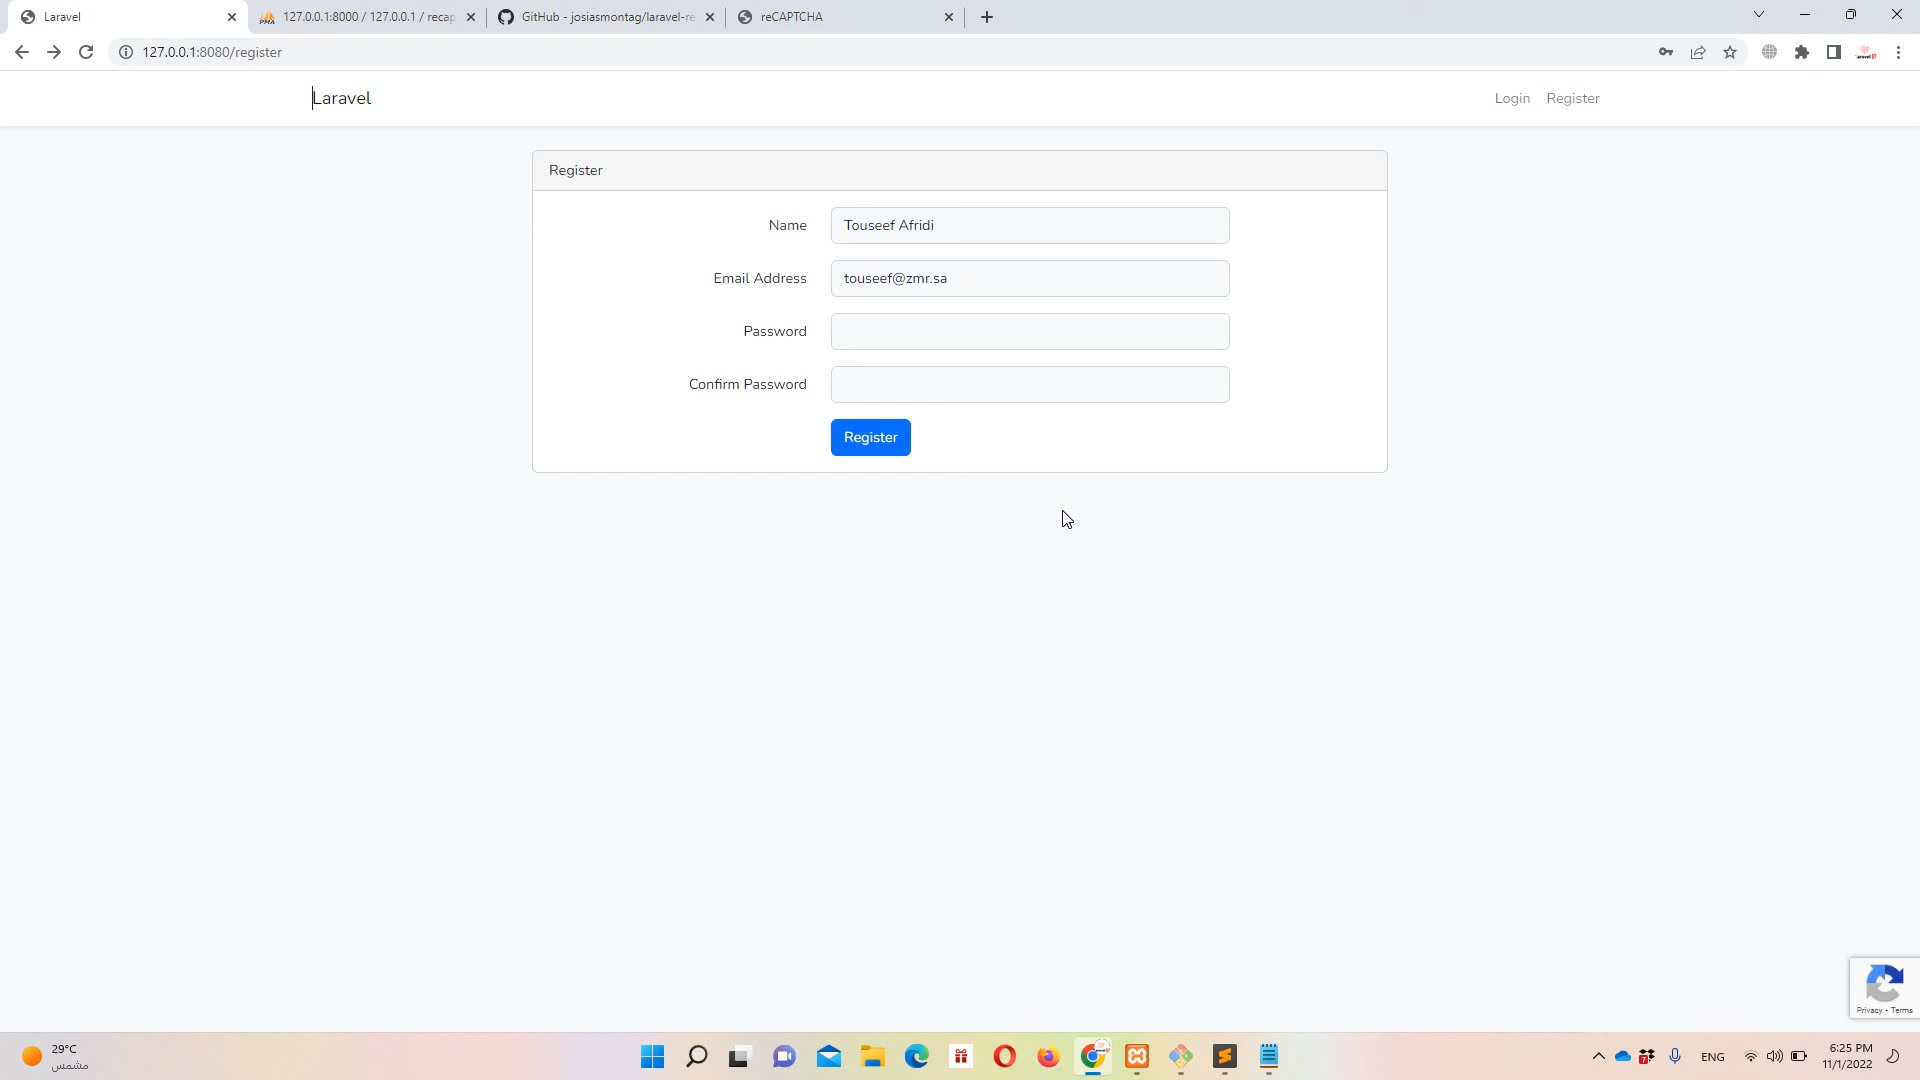 Laravel
127.0.0.1:8000 / 127.0.0.1 / recap
GitHub - josiasmontag/laravel-re
reCAPTCHA
127.0.0.1:8080/register
Laravel
Login
Register
Register
Name
Touseef Afridi
Email Address
touseef@zmr.sa
Password
Confirm Password
Register
Privacy - Terms
29°C
مشمس
ENG
6:25 PM
11/1/2022